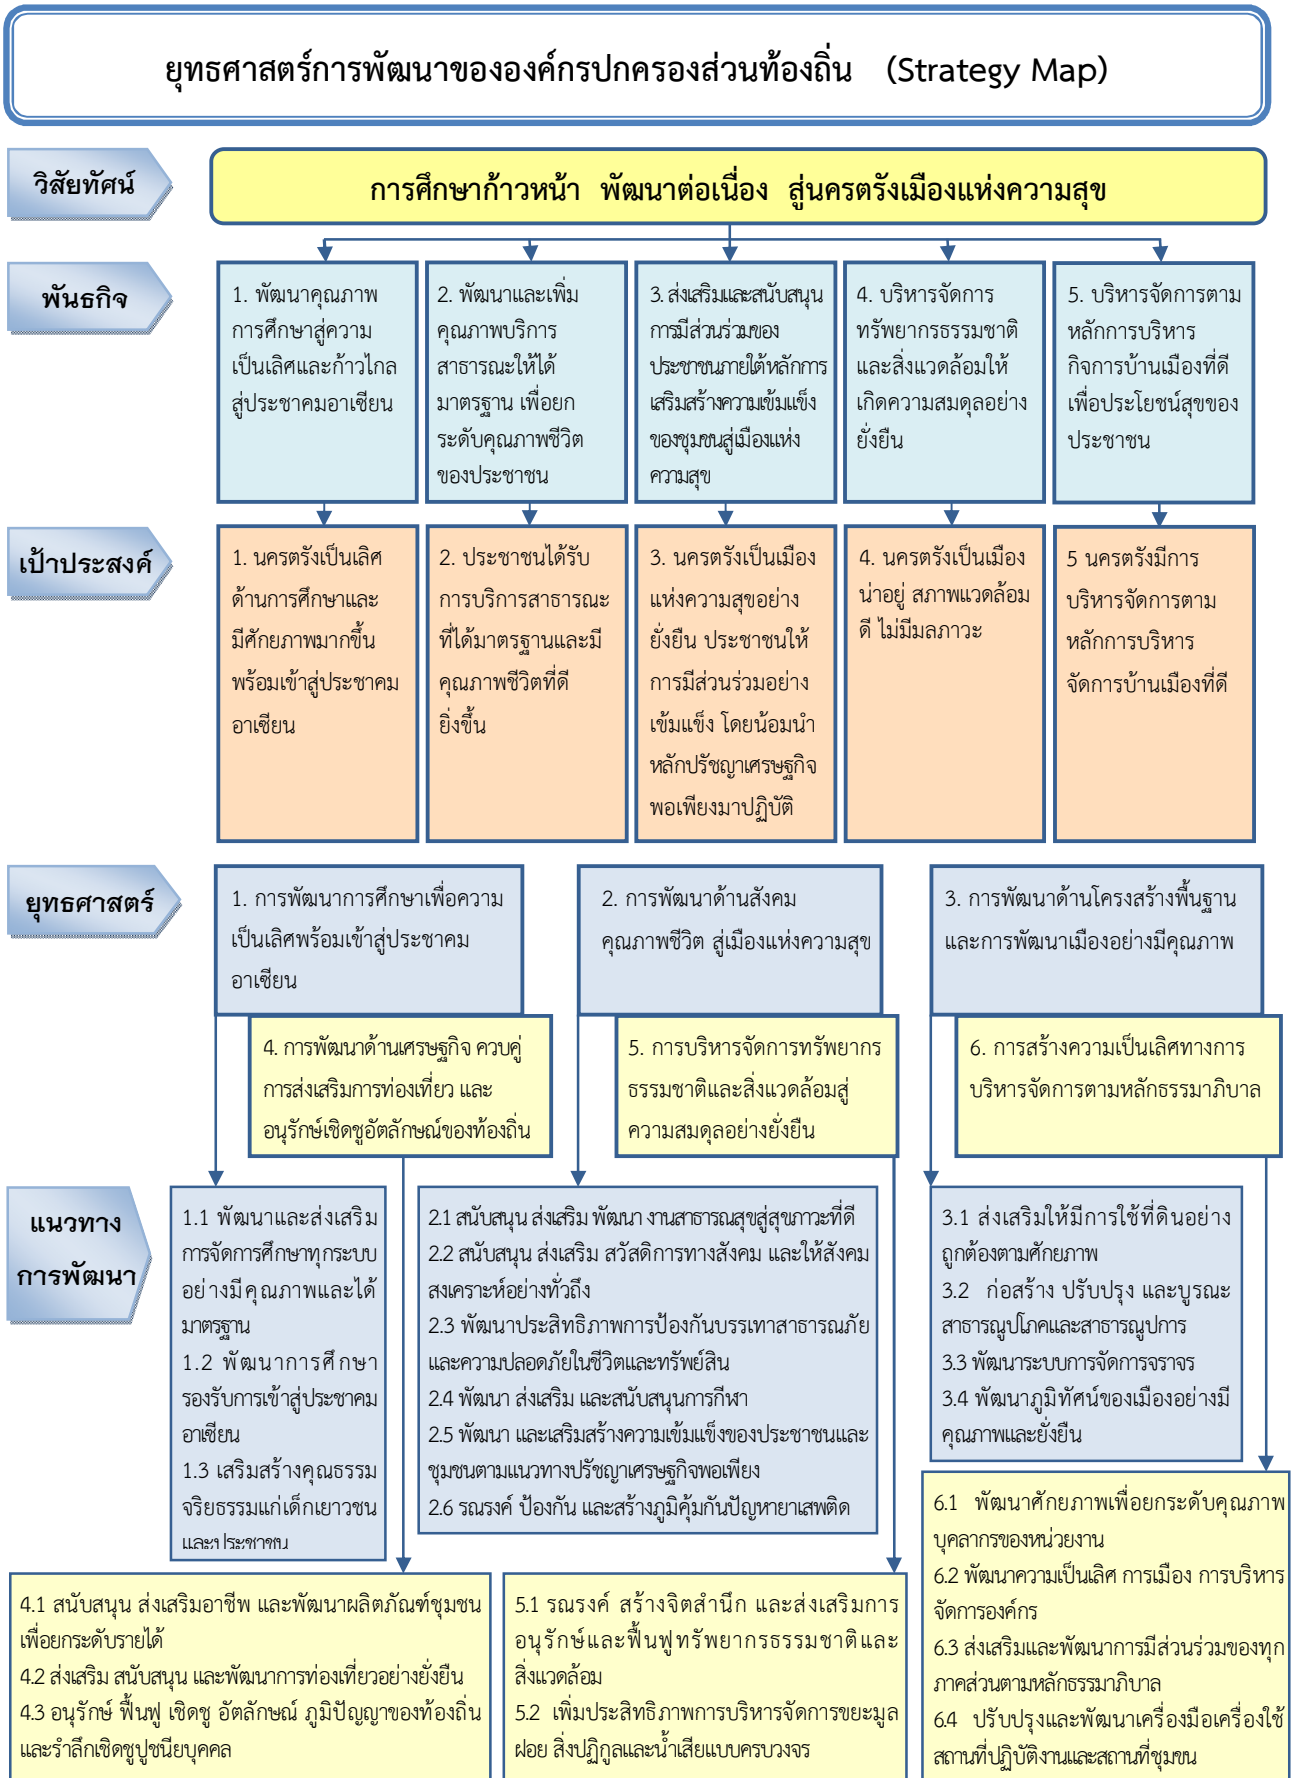 ยุทธศาสตร์การพัฒนาขององค์กรปกครองส่วนท้องถิ่น (Strategy Map)
วิสัยทัศน์
การศึกษาก้าวหน้า พัฒนาต่อเนื่อง สู่นครตรังเมืองแห่งความสุข
พันธกิจ
1. พัฒนาคุณภาพ
การศึกษาสู่ความ
เป็นเลิศและก้าวไกล
สู่ประชาคมอาเซียน
2. พัฒนาและเพิ่ม
คุณภาพบริการ
สาธารณะให้ได้
มาตรฐาน เพื่อยก
ระดับคุณภาพชีวิต
ของประชาชน
3. ส่งเสริมและสนับสนุน
การมีส่วนร่วมของ
ประชาชนภายใต้หลักการ
เสริมสร้างความเข้มแข็ง
ของชุมชนสู่เมืองแห่ง
ความสุข
4. บริหารจัดการ
ทรัพยากรธรรมชาติ
และสิ่งแวดล้อมให้
เกิดความสมดุลอย่าง
ยั่งยืน
5. บริหารจัดการตาม
หลักการบริหาร
กิจการบ้านเมืองที่ดี
เพื่อประโยชน์สุขของ
ประชาชน
เป้าประสงค์
1. นครตรังเป็นเลิศ
ด้านการศึกษาและ
มีศักยภาพมากขึ้น
พร้อมเข้าสู่ประชาคม
อาเซียน
2. ประชาชนได้รับ
การบริการสาธารณะ
ที่ได้มาตรฐานและมี
คุณภาพชีวิตที่ดี
ยิ่งขึ้น
3. นครตรังเป็นเมือง
แห่งความสุขอย่าง
ยั่งยืน ประชาชนให้
การมีส่วนร่วมอย่าง
เข้มแข็ง โดยน้อมนำ
หลักปรัชญาเศรษฐกิจ
พอเพียงมาปฏิบัติ
4. นครตรังเป็นเมือง
น่าอยู่ สภาพแวดล้อม
ดี ไม่มีมลภาวะ
5 นครตรังมีการ
บริหารจัดการตาม
หลักการบริหาร
จัดการบ้านเมืองที่ดี
ยุทธศาสตร์
1. การพัฒนาการศึกษาเพื่อความ
เป็นเลิศพร้อมเข้าสู่ประชาคม
อาเซียน
2. การพัฒนาด้านสังคม
คุณภาพชีวิต สู่เมืองแห่งความสุข
3. การพัฒนาด้านโครงสร้างพื้นฐาน
และการพัฒนาเมืองอย่างมีคุณภาพ
4. การพัฒนาด้านเศรษฐกิจ ควบคู่
การส่งเสริมการท่องเที่ยว และ
อนุรักษ์เชิดชูอัตลักษณ์ของท้องถิ่น
5. การบริหารจัดการทรัพยากร
ธรรมชาติและสิ่งแวดล้อมสู่
ความสมดุลอย่างยั่งยืน
6. การสร้างความเป็นเลิศทางการ
บริหารจัดการตามหลักธรรมาภิบาล
แนวทาง
การพัฒนา
1.1 พัฒนาและส่งเสริม
การจัดการศึกษาทุกระบบ
อย่างมีคุณภาพและได้
มาตรฐาน
1.2 พัฒนาการศึกษา
รองรับการเข้าสู่ประชาคม
อาเซียน
1.3 เสริมสร้างคุณธรรม
จริยธรรมแก่เด็กเยาวชน
และประชาชน
2.1 สนับสนุน ส่งเสริม พัฒนา งานสาธารณสุขสู่สุขภาวะที่ดี
2.2 สนับสนุน ส่งเสริม สวัสดิการทางสังคม และให้สังคม
สงเคราะห์อย่างทั่วถึง
2.3 พัฒนาประสิทธิภาพการป้องกันบรรเทาสาธารณภัย
และความปลอดภัยในชีวิตและทรัพย์สิน
2.4 พัฒนา ส่งเสริม และสนับสนุนการกีฬา
2.5 พัฒนา และเสริมสร้างความเข้มแข็งของประชาชนและ
ชุมชนตามแนวทางปรัชญาเศรษฐกิจพอเพียง
2.6 รณรงค์ ป้องกัน และสร้างภูมิคุ้มกันปัญหายาเสพติด
3.1 ส่งเสริมให้มีการใช้ที่ดินอย่าง
ถูกต้องตามศักยภาพ
3.2 ก่อสร้าง ปรับปรุง และบูรณะ
สาธารณูปโภคและสาธารณูปการ
3.3 พัฒนาระบบการจัดการจราจร
3.4 พัฒนาภูมิทัศน์ของเมืองอย่างมี
คุณภาพและยั่งยืน
4.1 สนับสนุน ส่งเสริมอาชีพ และพัฒนาผลิตภัณฑ์ชุมชน
เพื่อยกระดับรายได้
4.2 ส่งเสริม สนับสนุน และพัฒนาการท่องเที่ยวอย่างยั่งยืน
4.3 อนุรักษ์ ฟื้นฟู เชิดชู อัตลักษณ์ ภูมิปัญญาของท้องถิ่น
และรำลึกเชิดชูปูชนียบุคคล
5.1 รณรงค์ สร้างจิตสำนึก และส่งเสริมการ
อนุรักษ์และฟื้นฟูทรัพยากรธรรมชาติและ
สิ่งแวดล้อม
5.2 เพิ่มประสิทธิภาพการบริหารจัดการขยะมูล
ฝอย สิ่งปฏิกูลและน้ำเสียแบบครบวงจร
6.1 พัฒนาศักยภาพเพื่อยกระดับคุณภาพ
บุคลากรของหน่วยงาน
6.2 พัฒนาความเป็นเลิศ การเมือง การบริหาร
จัดการองค์กร
6.3 ส่งเสริมและพัฒนาการมีส่วนร่วมของทุก
ภาคส่วนตามหลักธรรมาภิบาล
6.4 ปรับปรุงและพัฒนาเครื่องมือเครื่องใช้
สถานที่ปฏิบัติงานและสถานที่ชุมขน